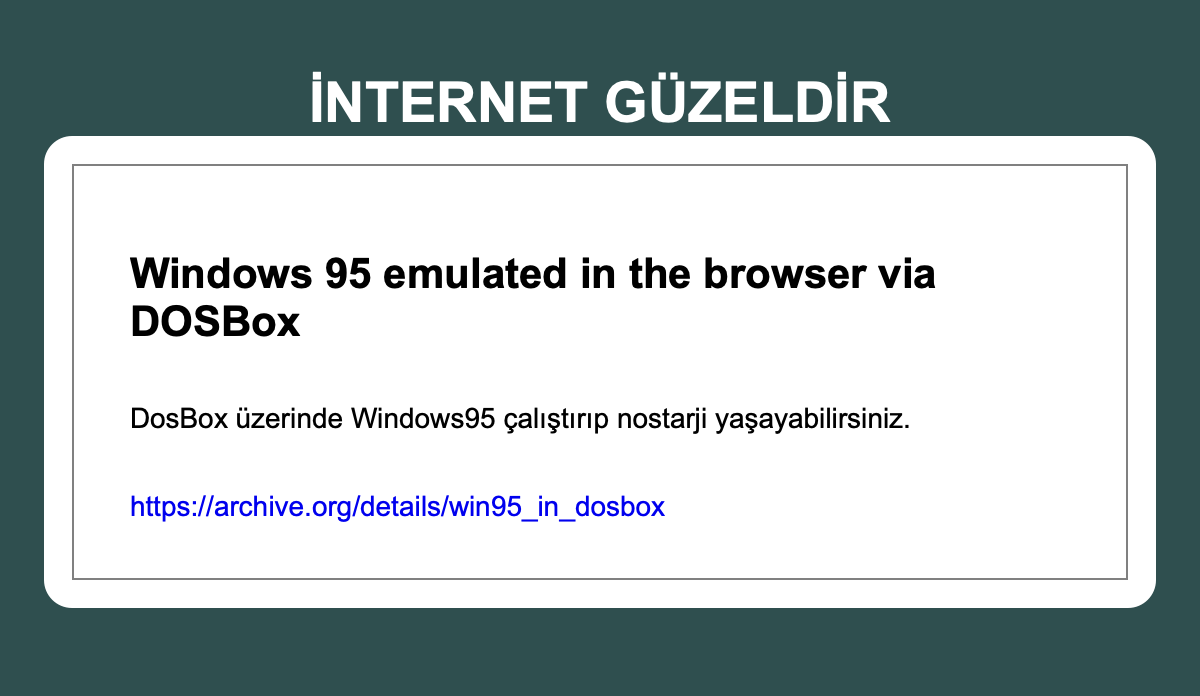 İNTERNET GÜZELDİR
Windows 95 emulated in the browser via
DOSBox
DosBox üzerinde Windows95 çalıştırıp nostarji yaşayabilirsiniz.
https://archive.org/details/win95_in_dosbox